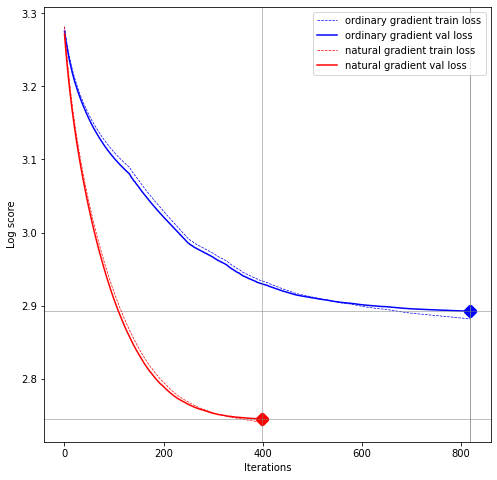 ordinary gradient train loss
ordinary gradient val loss
natural gradient train loss
natural gradient val loss
3.3
3.2
3.1
3.0
2.9
2.8
Log score
0 200 400 600 800
Iterations